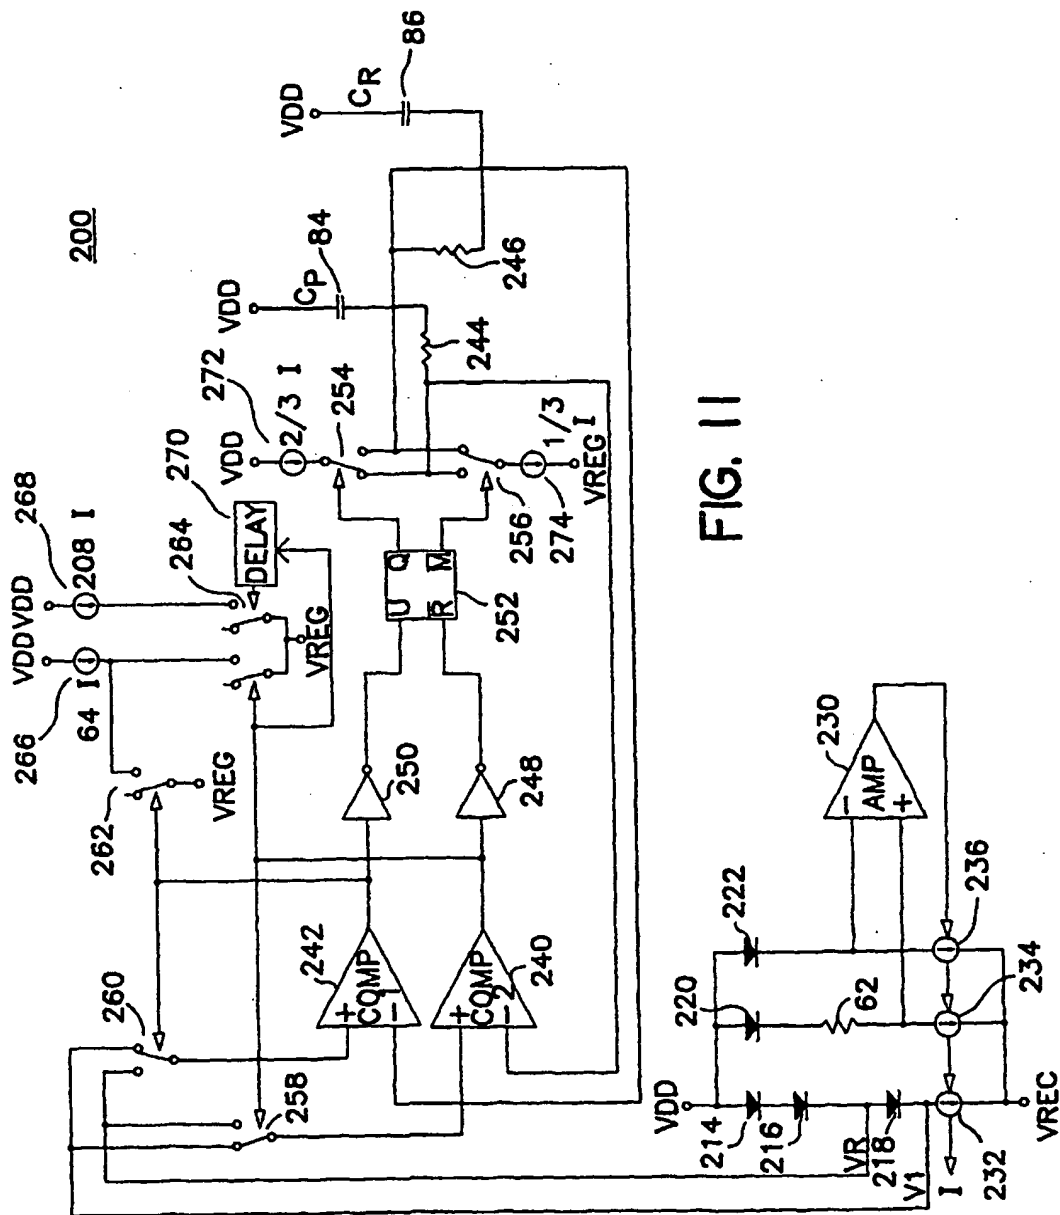 200
VDD
CR
86
VDD
CP
84
246
244
272
VDD
2/3 I
254
270
DELAY
268
208 I
264
VDD
VDD
266
64 I
VREG
262
VREG
U
Q
R
M
252
256
274
1/3 I
VREG
250
248
260
242
+
COMP
1
−
258
+
COMP
2
−
240
VDD
214
216
VR
218
V1
I
232
VREC
220
62
234
222
236
−
AMP
+
230
FIG. 11